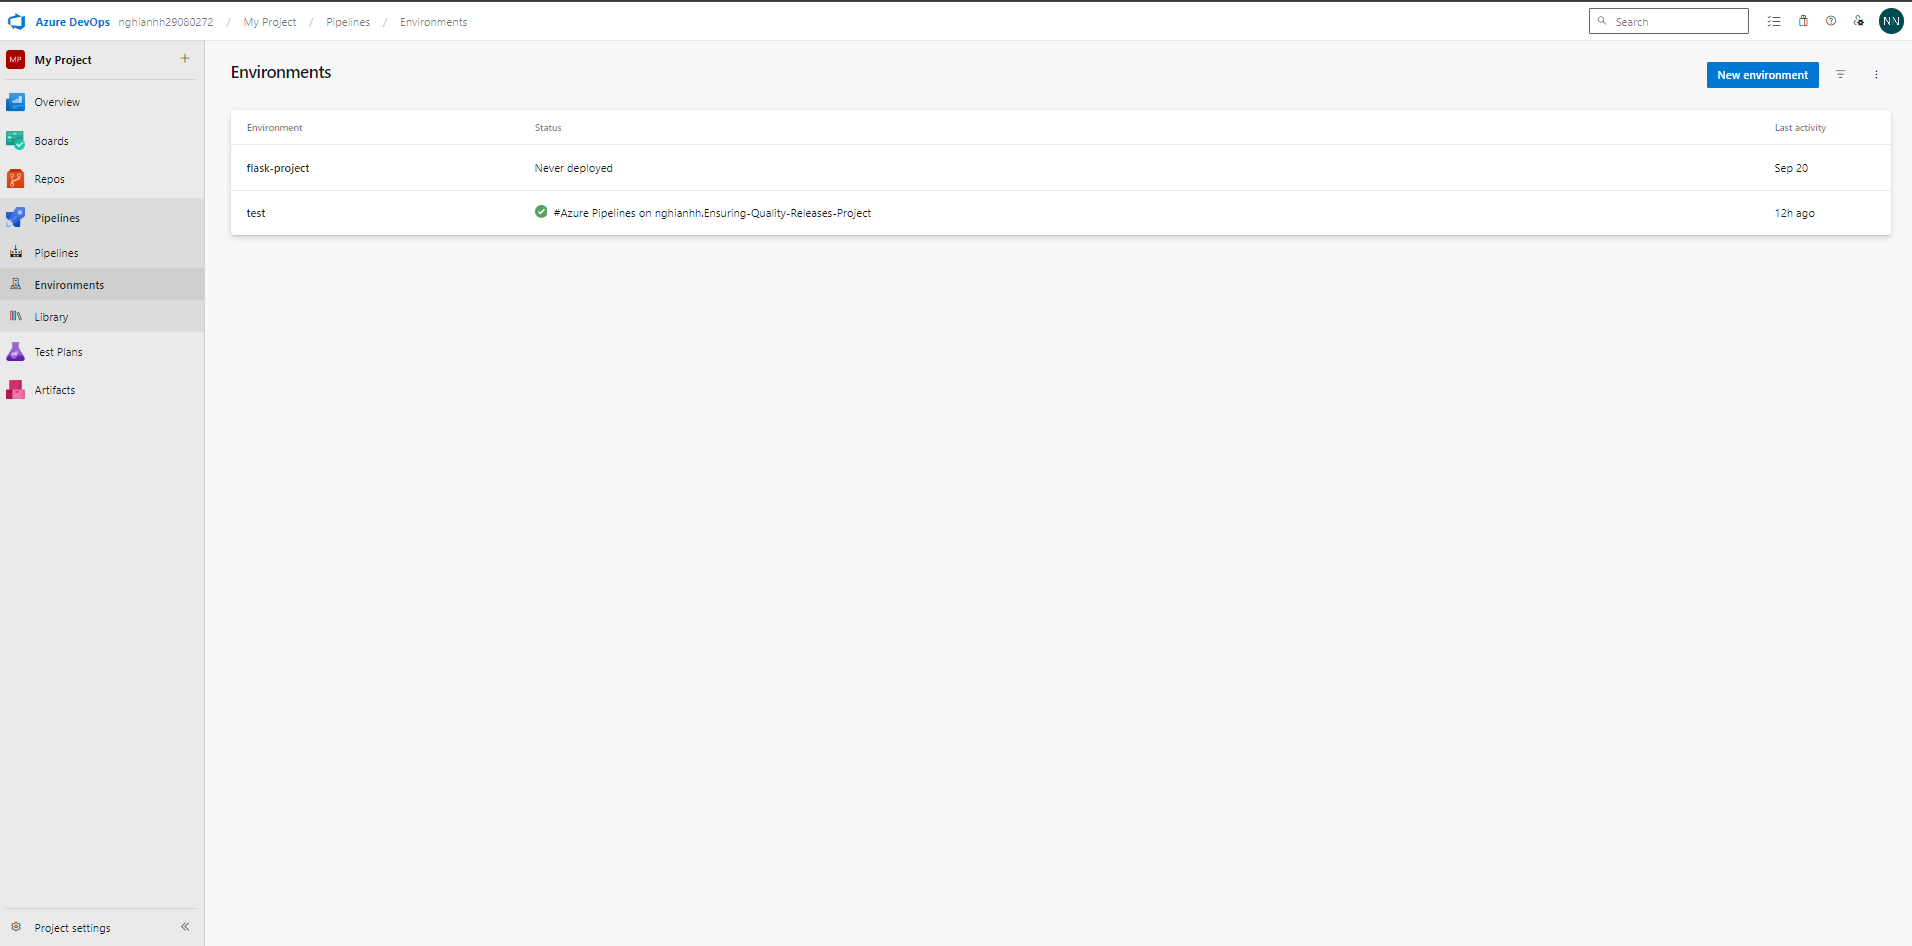 Azure DevOps nghianhh29080272 / My Project / Pipelines / Environments
Search
NN
MP My Project
Overview
Boards
Repos
Pipelines
Pipelines
Environments
Library
Test Plans
Artifacts
Project settings
Environments
New environment
Environment Status Last activity
flask-project Never deployed Sep 20
test #Azure Pipelines on nghianhh.Ensuring-Quality-Releases-Project 12h ago